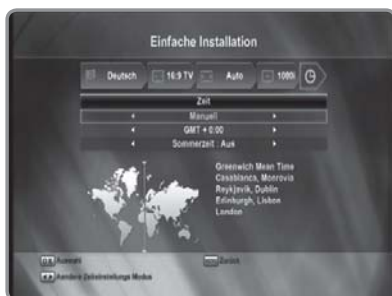 Einfache Installation
Deutsch 16:9 TV Auto 1080i
Zeit
Manuell
GMT + 0:00
Sommerzeit : Aus
Greenwich Mean Time
Casablanca, Monrovia
Reykjavik, Dublin
Edinburgh, Lisbon
London
Auswahl Zurück
Modus